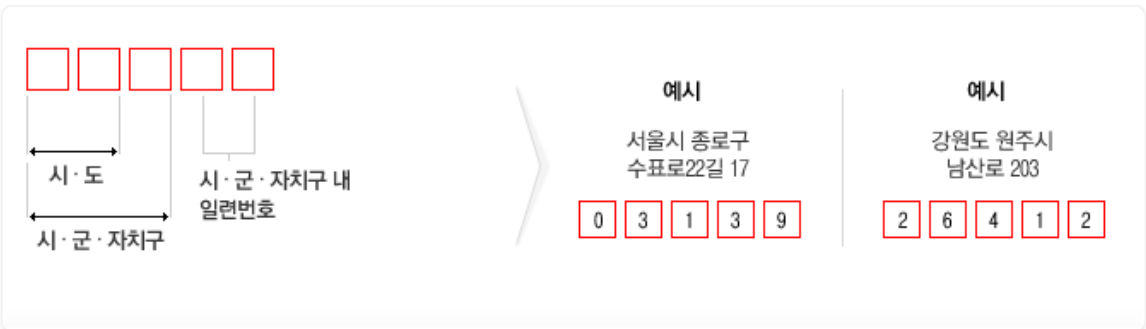 시 · 도
시 · 군 · 자치구
시 · 군 · 자치구 내
일련번호
예시
서울시 종로구
수표로22길 17
0 3 1 3 9
예시
강원도 원주시
남산로 203
2 6 4 1 2